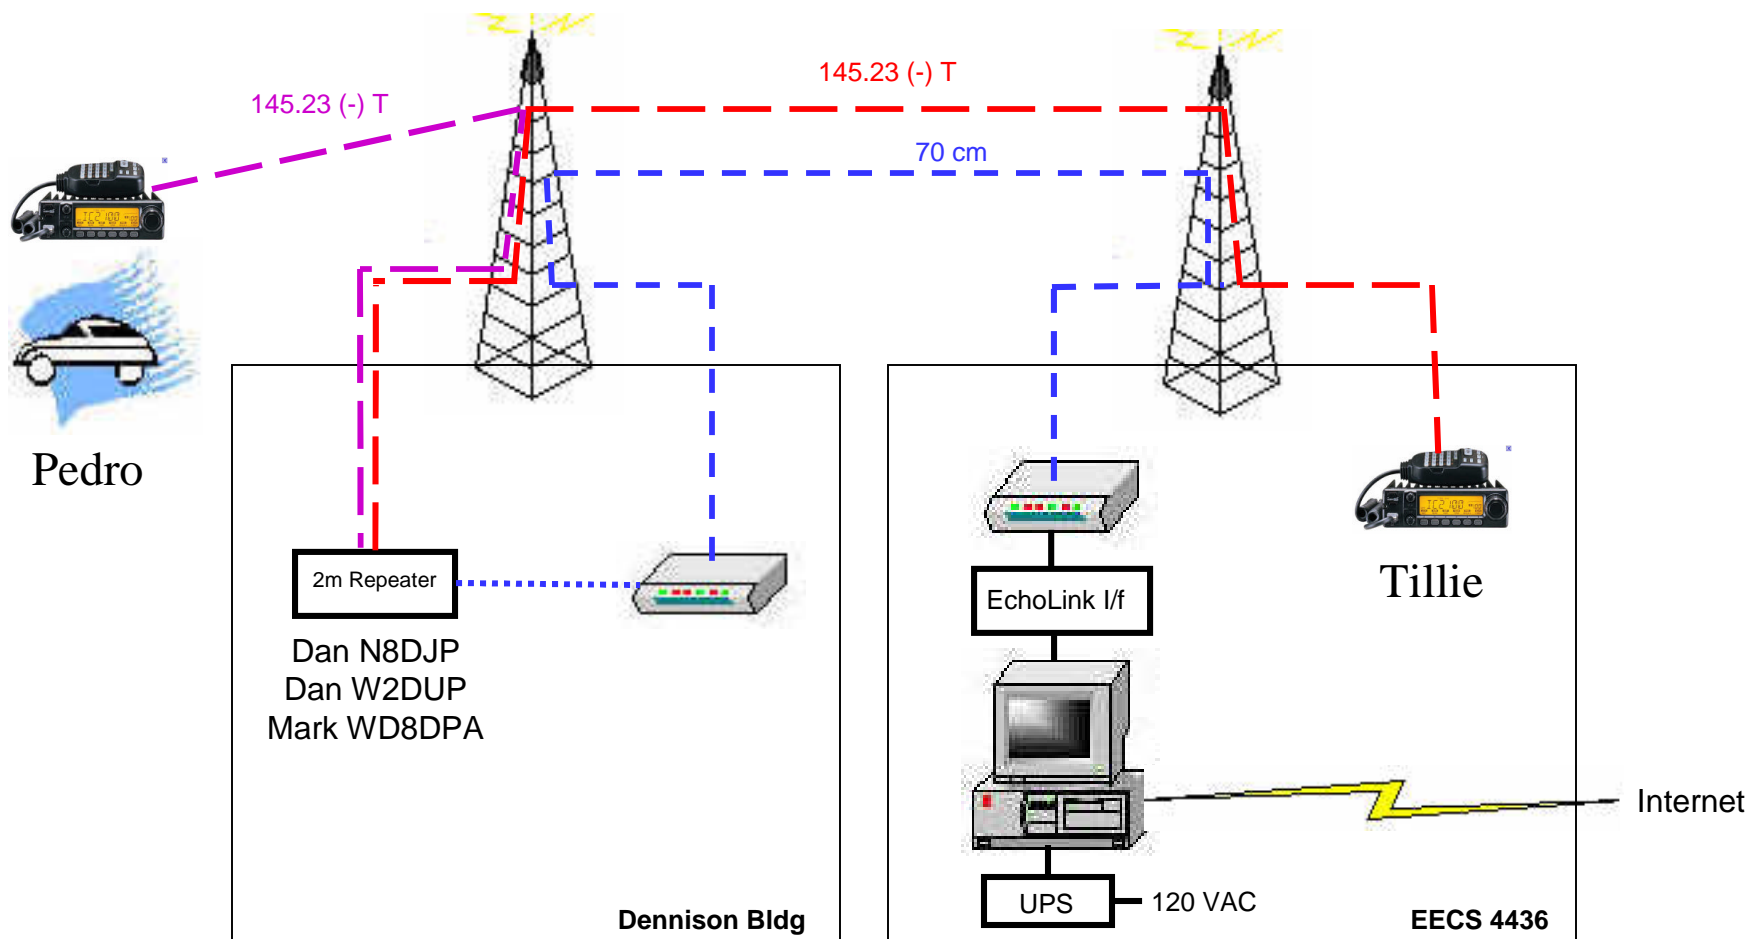 145.23 (-) T
145.23 (-) T
70 cm
Pedro
2m Repeater
Dan N8DJP
Dan W2DUP
Mark WD8DPA
Dennison Bldg
EchoLink I/f
Tillie
Internet
UPS
120 VAC
EECS 4436